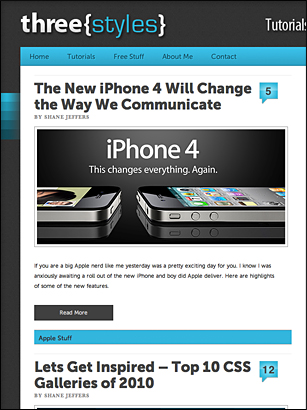 three{styles}
Tutorials
Home Tutorials Free Stuff About Me Contact
The New iPhone 4 Will Change
the Way We Communicate
5
BY SHANE JEFFERS
iPhone 4
This changes everything. Again.
If you are a big Apple nerd like me yesterday was a pretty exciting day for you. I know I was
anxiously awaiting a roll out of the new iPhone and boy did Apple deliver. Here are highlights
of some of the new features.
Read More
Apple Stuff
Lets Get Inspired – Top 10 CSS
Galleries of 2010
12
BY SHANE JEFFERS